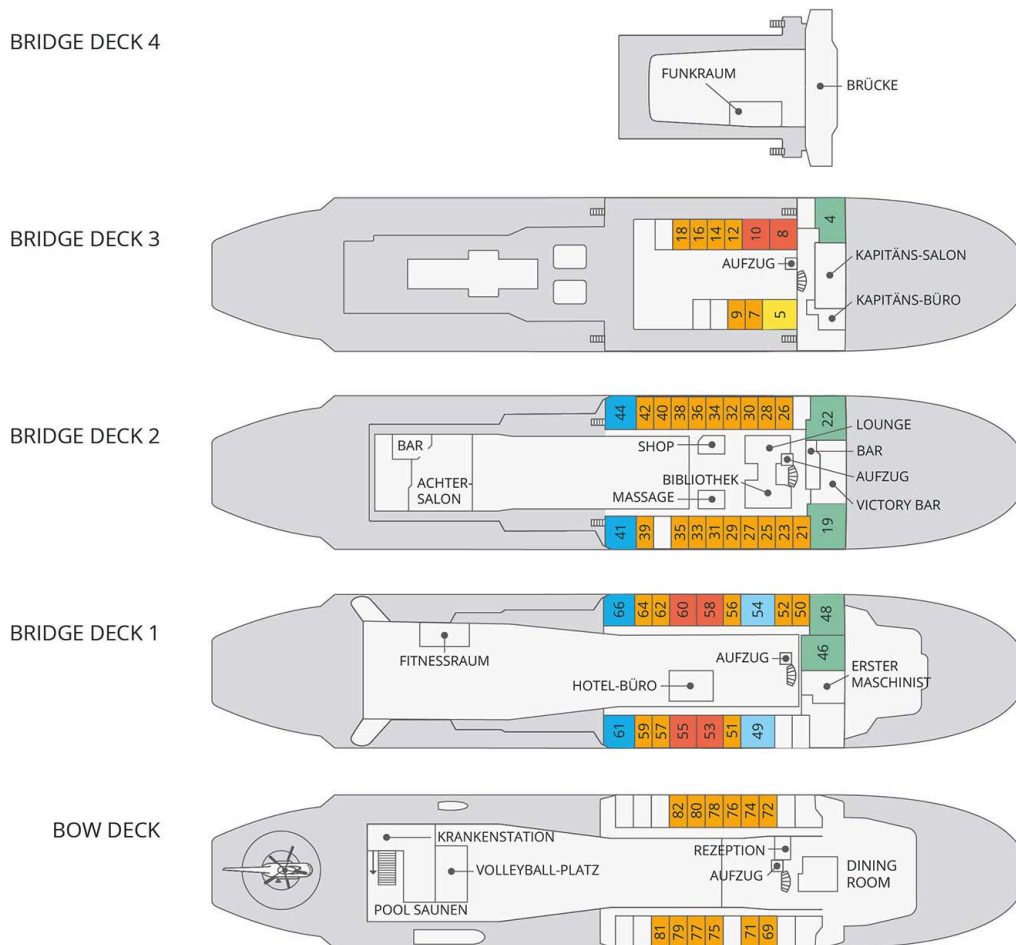 BRIDGE DECK 4
FUNKRAUM
BRÜCKE
BRIDGE DECK 3
18 16 14 12 10 8 4
AUFZUG
KAPITÄNS-SALON
KAPITÄNS-BÜRO
9 7 5
BRIDGE DECK 2
44 42 40 38 36 34 32 30 28 26 22
LOUNGE
BAR
SHOP
BAR
AUFZUG
ACHTER-
SALON
BIBLIOTHEK
MASSAGE
VICTORY BAR
41 39 35 33 31 29 27 25 23 21 19
BRIDGE DECK 1
66 64 62 60 58 56 54 52 50 48
46
FITNESSRAUM
AUFZUG
ERSTER
MASCHINIST
HOTEL-BÜRO
61 59 57 55 53 51 49
BOW DECK
82 80 78 76 74 72
KRANKENSTATION
REZEPTION
VOLLEYBALL-PLATZ
AUFZUG
DINING
ROOM
POOL SAUNEN
81 79 77 75 71 69